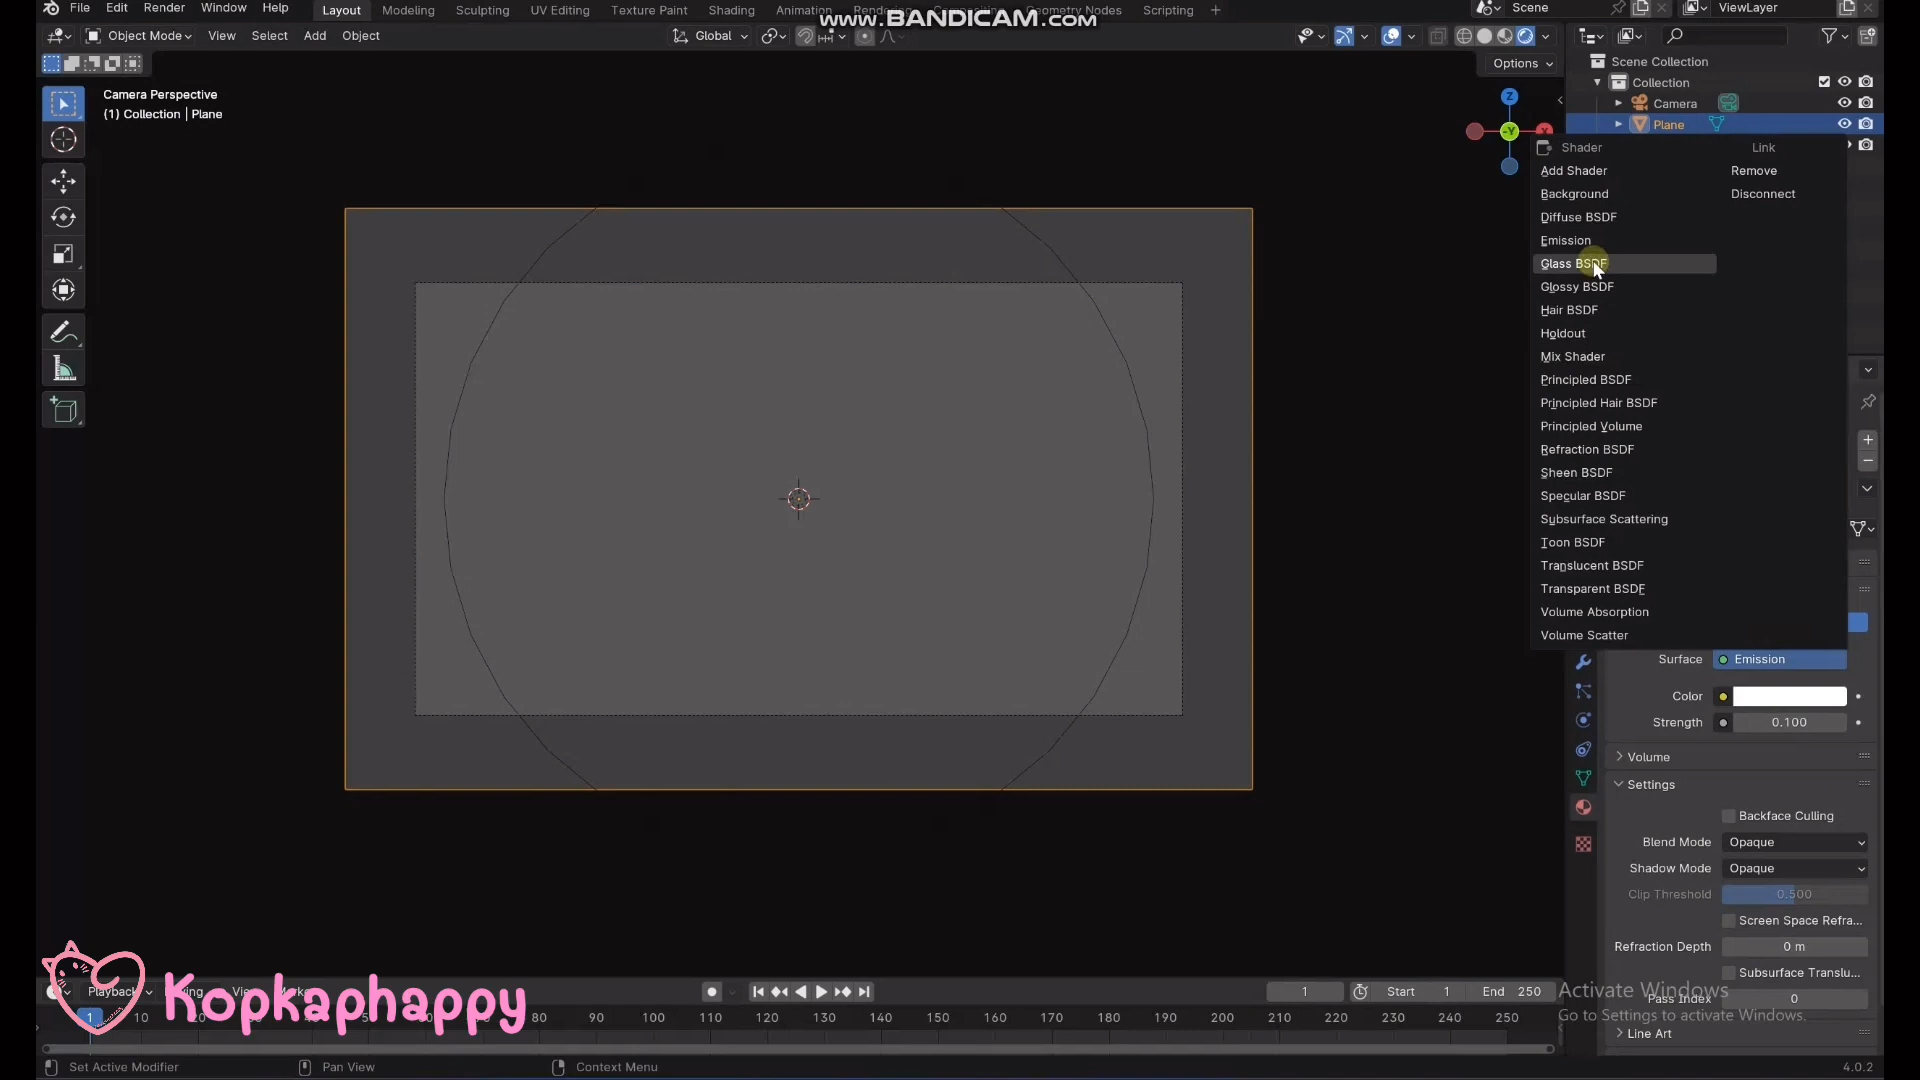 File Edit Render Window Help Layout Modeling Sculpting UV Editing Texture Paint Shading Animation Geometry Nodes Scripting + Scene ViewLayer
www.BANDICAM.com
Object Mode View Select Add Object Global
Options
Scene Collection
Collection
Camera
Plane
Camera Perspective
(1) Collection | Plane
Z
-Y
X
Shader Link
Add Shader Remove
Background Disconnect
Diffuse BSDF
Emission
Glass BSDF
Glossy BSDF
Hair BSDF
Holdout
Mix Shader
Principled BSDF
Principled Hair BSDF
Principled Volume
Refraction BSDF
Sheen BSDF
Specular BSDF
Subsurface Scattering
Toon BSDF
Translucent BSDF
Transparent BSDF
Volume Absorption
Volume Scatter
Surface Emission
Color
Strength 0.100
Volume
Settings
Backface Culling
Blend Mode Opaque
Shadow Mode Opaque
Clip Threshold 0.500
Screen Space Refra...
Refraction Depth 0 m
Subsurface Translu...
Pass Index 0
Line Art
Activate Windows
Go to Settings to activate Windows.
Kopkaphappy
Playback
1 Start 1 End 250
1 10 30 40 50 60 70 80 90 100 110 120 130 140 150 160 170 180 190 200 210 220 230 240 250
Set Active Modifier Pan View Context Menu 4.0.2